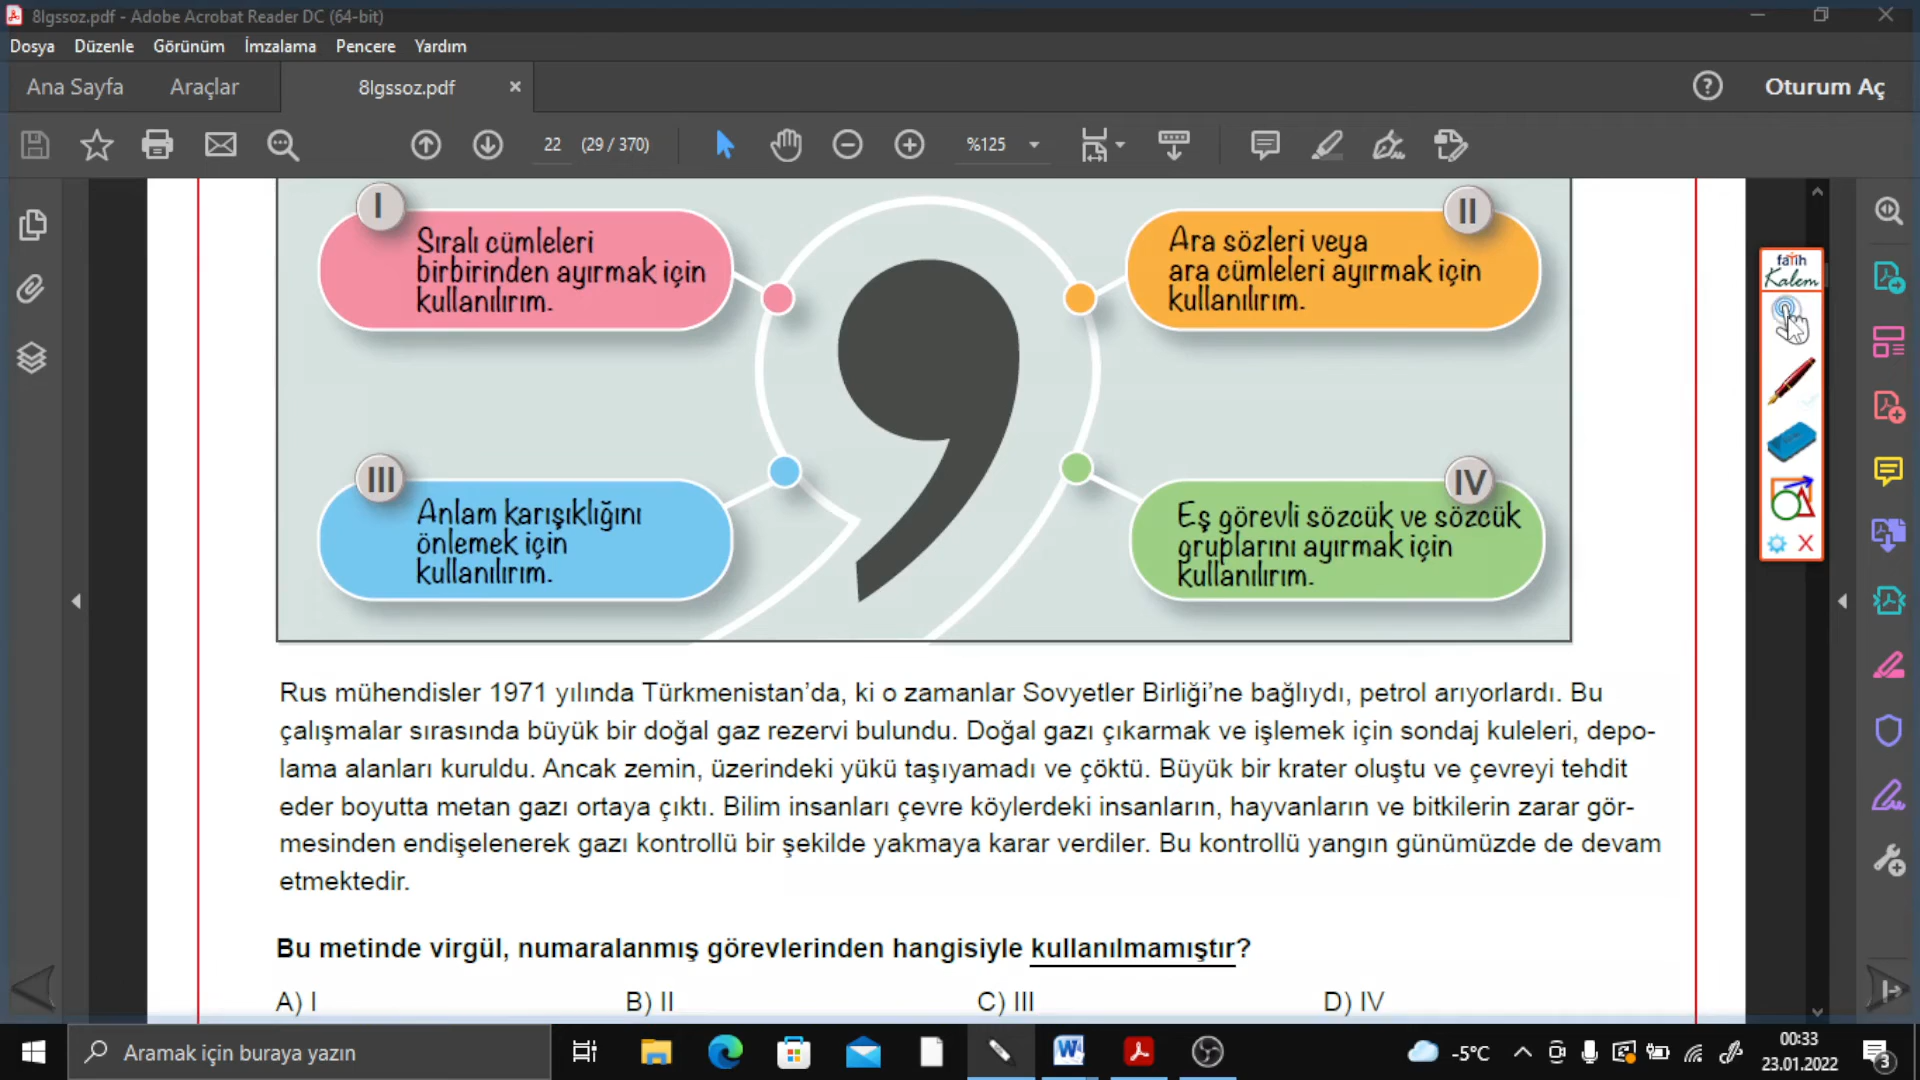 8lgssoz.pdf - Adobe Acrobat Reader DC (64-bit)
Dosya Düzenle Görünüm İmzalama Pencere Yardım
Ana Sayfa Araçlar 8lgssoz.pdf × Oturum Aç
22 (29 / 370) %125
I
Sıralı cümleleri
birbirinden ayırmak için
kullanılırım.
II
Ara sözleri veya
ara cümleleri ayırmak için
kullanılırım.
III
Anlam karışıklığını
önlemek için
kullanılırım.
IV
Eş görevli sözcük ve sözcük
gruplarını ayırmak için
kullanılırım.
fatih
Kalem
Rus mühendisler 1971 yılında Türkmenistan’da, ki o zamanlar Sovyetler Birliği’ne bağlıydı, petrol arıyorlardı. Bu
çalışmalar sırasında büyük bir doğal gaz rezervi bulundu. Doğal gazı çıkarmak ve işlemek için sondaj kuleleri, depo-
lama alanları kuruldu. Ancak zemin, üzerindeki yükü taşıyamadı ve çöktü. Büyük bir krater oluştu ve çevreyi tehdit
eder boyutta metan gazı ortaya çıktı. Bilim insanları çevre köylerdeki insanların, hayvanların ve bitkilerin zarar gör-
mesinden endişelenerek gazı kontrollü bir şekilde yakmaya karar verdiler. Bu kontrollü yangın günümüzde de devam
etmektedir.
Bu metinde virgül, numaralanmış görevlerinden hangisiyle kullanılmamıştır?
A) I B) II C) III D) IV
Aramak için buraya yazın
-5°C
00:33
23.01.2022
3